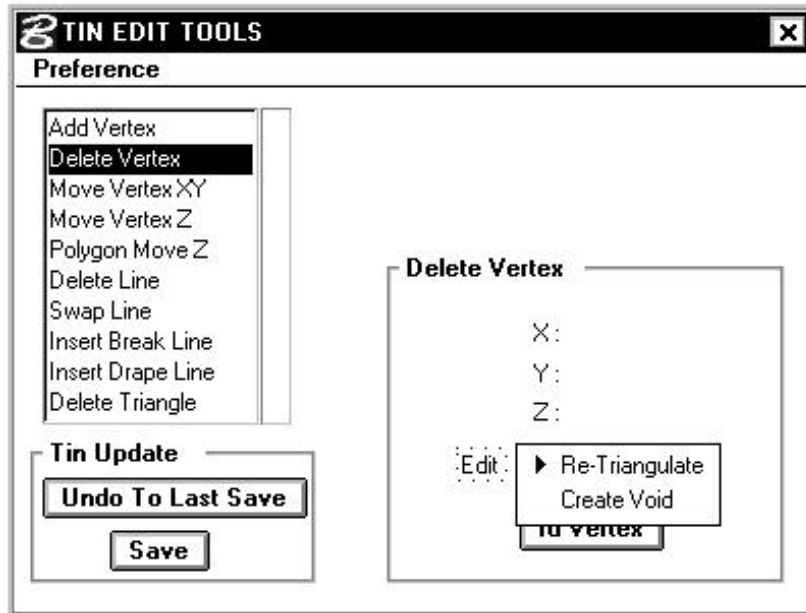 TIN EDIT TOOLS
Preference
Add Vertex
Delete Vertex
Move Vertex XY
Move Vertex Z
Polygon Move Z
Delete Line
Swap Line
Insert Break Line
Insert Drape Line
Delete Triangle
Tin Update
Undo To Last Save
Save
Delete Vertex
X:
Y:
Z:
Edit: Re-Triangulate
Create Void
Id Vertex